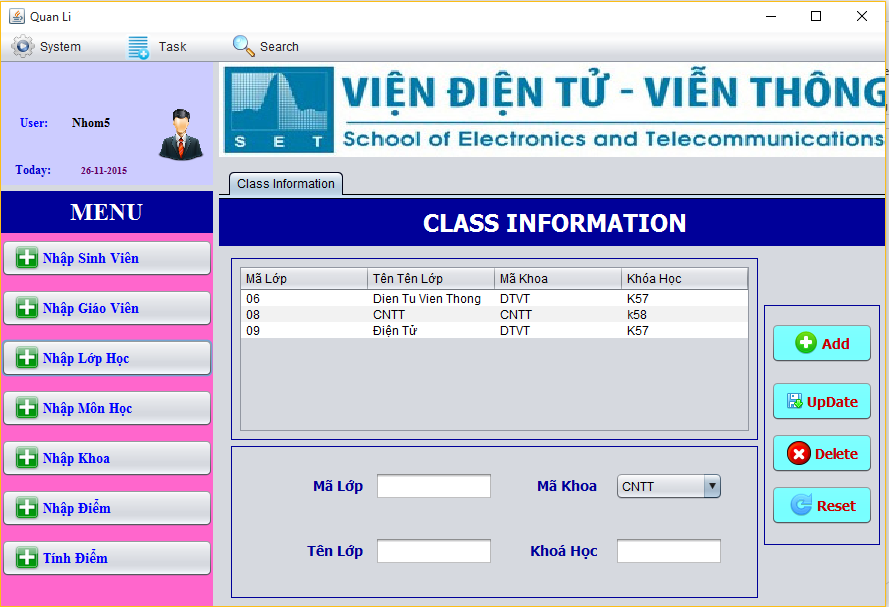 Quan Li
System Task Search
VIỆN ĐIỆN TỬ - VIỄN THÔNG
SET School of Electronics and Telecommunications
User: Nhom5
Today: 26-11-2015
MENU
Nhập Sinh Viên
Nhập Giáo Viên
Nhập Lớp Học
Nhập Môn Học
Nhập Khoa
Nhập Điểm
Tính Điểm
Class Information
CLASS INFORMATION
Mã Lớp Tên Tên Lớp Mã Khoa Khóa Học
06 Dien Tu Vien Thong DTVT K57
08 CNTT CNTT k58
09 Điện Tử DTVT K57
Add
UpDate
Delete
Reset
Mã Lớp Mã Khoa CNTT
Tên Lớp Khoá Học